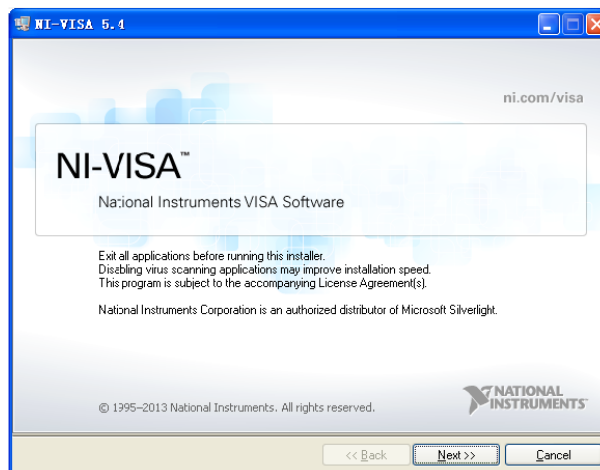 NI-VISA 5.4
ni.com/visa
NI-VISA™
National Instruments VISA Software
Exit all applications before running this installer.
Disabling virus scanning applications may improve installation speed.
This program is subject to the accompanying License Agreement(s).
National Instruments Corporation is an authorized distributor of Microsoft Silverlight.
© 1995–2013 National Instruments. All rights reserved.
NATIONAL
INSTRUMENTS™
<< Back
Next >>
Cancel